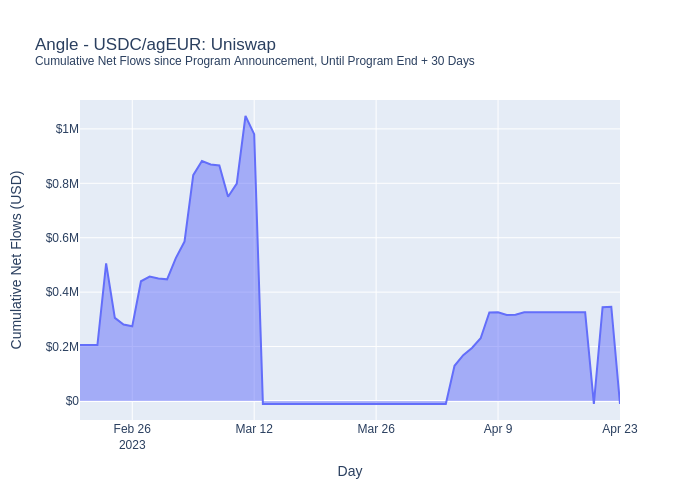 Angle - USDC/agEUR: Uniswap
Cumulative Net Flows since Program Announcement, Until Program End + 30 Days
Cumulative Net Flows (USD)
$1M
$0.8M
$0.6M
$0.4M
$0.2M
$0
Feb 26 Mar 12 Mar 26 Apr 9 Apr 23
2023
Day